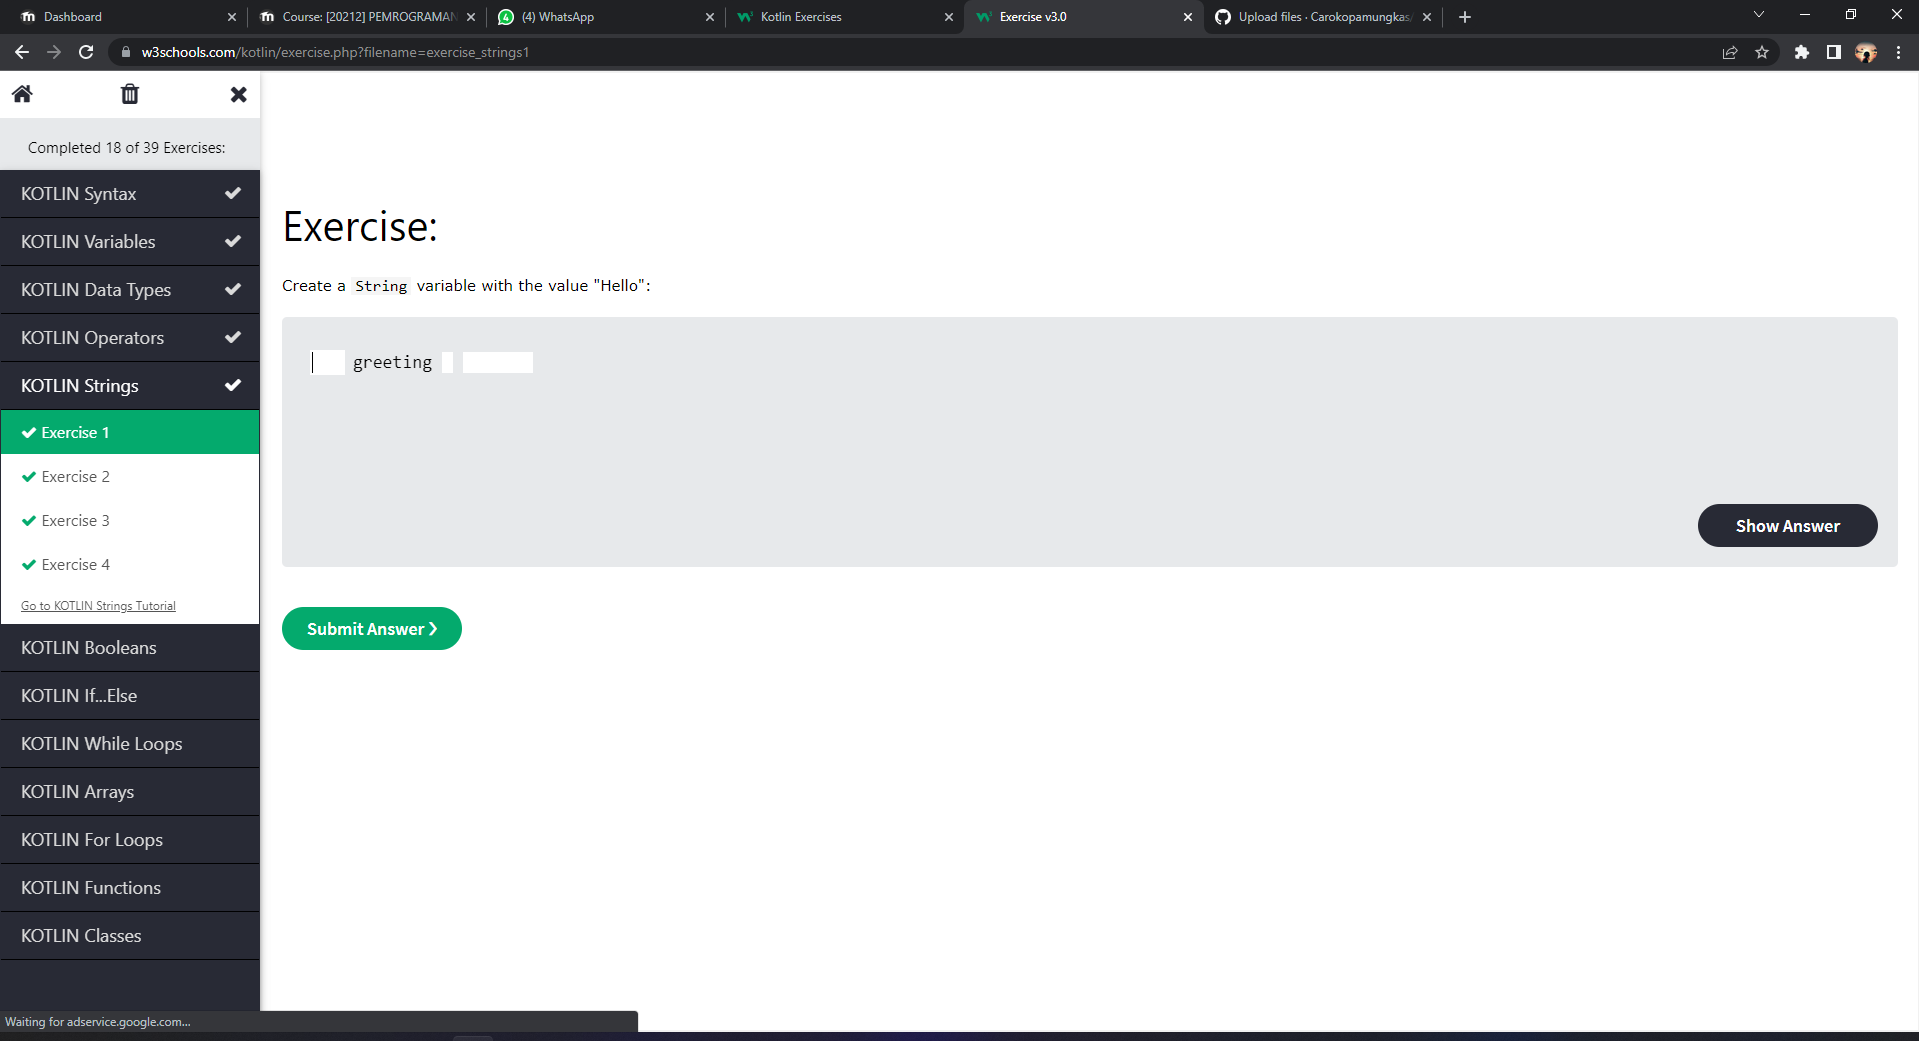 Dashboard
Course: [20212] PEMROGRAMAN
(4) WhatsApp
Kotlin Exercises
Exercise v3.0
Upload files · Carokopamungkas/
w3schools.com/kotlin/exercise.php?filename=exercise_strings1
Completed 18 of 39 Exercises:
KOTLIN Syntax
KOTLIN Variables
KOTLIN Data Types
KOTLIN Operators
KOTLIN Strings
Exercise 1
Exercise 2
Exercise 3
Exercise 4
Go to KOTLIN Strings Tutorial
KOTLIN Booleans
KOTLIN If...Else
KOTLIN While Loops
KOTLIN Arrays
KOTLIN For Loops
KOTLIN Functions
KOTLIN Classes
Exercise:
Create a String variable with the value "Hello":
greeting
Show Answer
Submit Answer ❯
Waiting for adservice.google.com...